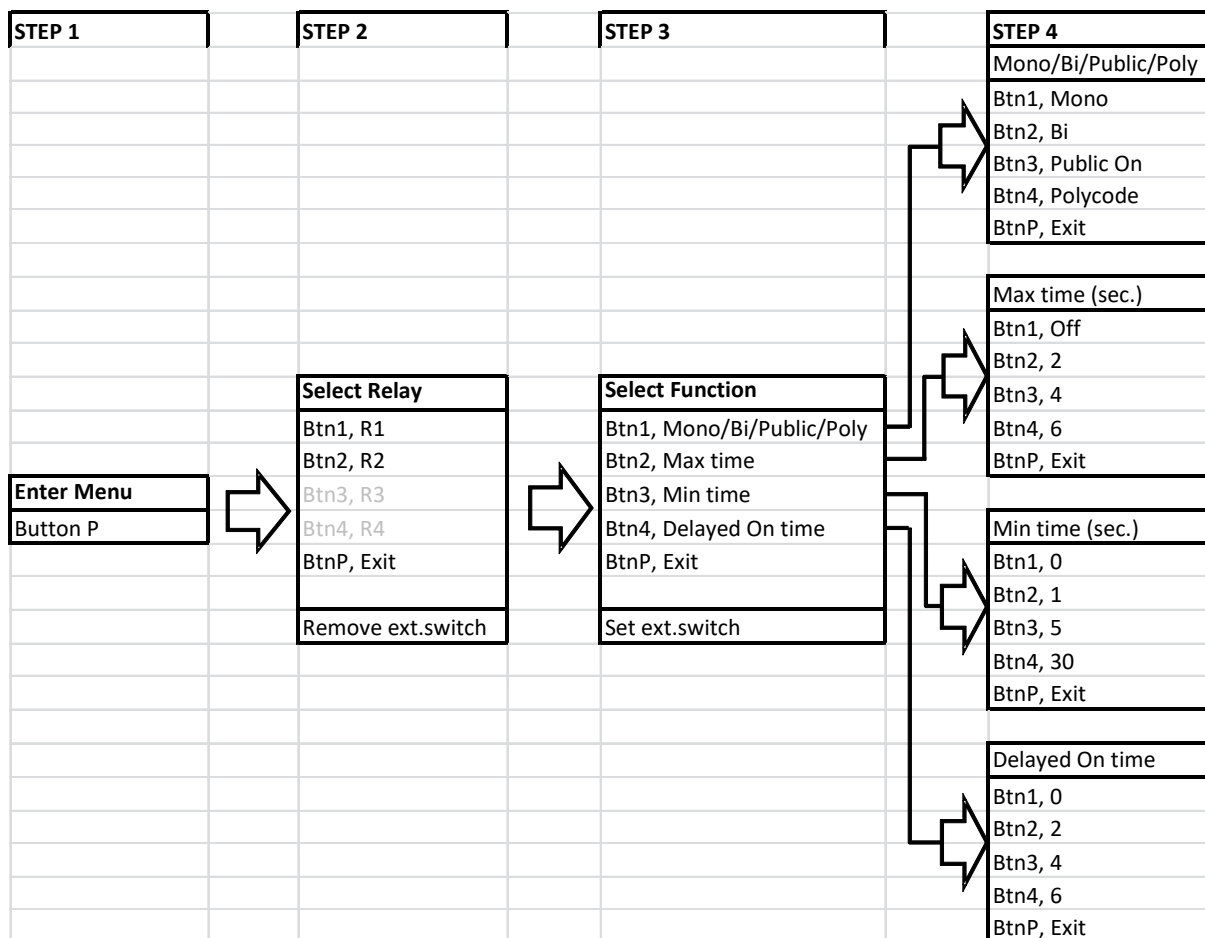 STEP 1
STEP 2
STEP 3
STEP 4
Enter Menu
Button P
Select Relay
Btn1, R1
Btn2, R2
Btn3, R3
Btn4, R4
BtnP, Exit
Remove ext.switch
Select Function
Btn1, Mono/Bi/Public/Poly
Btn2, Max time
Btn3, Min time
Btn4, Delayed On time
BtnP, Exit
Set ext.switch
Mono/Bi/Public/Poly
Btn1, Mono
Btn2, Bi
Btn3, Public On
Btn4, Polycode
BtnP, Exit
Max time (sec.)
Btn1, Off
Btn2, 2
Btn3, 4
Btn4, 6
BtnP, Exit
Min time (sec.)
Btn1, 0
Btn2, 1
Btn3, 5
Btn4, 30
BtnP, Exit
Delayed On time
Btn1, 0
Btn2, 2
Btn3, 4
Btn4, 6
BtnP, Exit